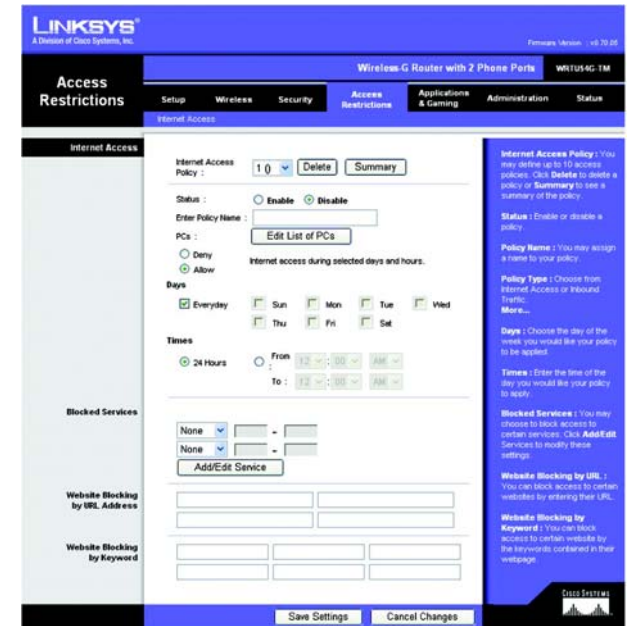 LINKSYS®
A Division of Cisco Systems, Inc.
Firmware Version : v0.70.05
Wireless-G Router with 2 Phone Ports
WRTU54G-TM
Access Restrictions
Setup
Wireless
Security
Access Restrictions
Applications & Gaming
Administration
Status
Internet Access
Internet Access
Internet Access Policy :
1 ()
Delete
Summary
Status :
Enable
Disable
Enter Policy Name :
PCs :
Edit List of PCs
Deny
Allow
Internet access during selected days and hours.
Days
Everyday
Sun
Mon
Tue
Wed
Thu
Fri
Sat
Times
24 Hours
From :
12 : 00 AM
To :
12 : 00 AM
Blocked Services
None
-
None
-
Add/Edit Service
Website Blocking
by URL Address
Website Blocking
by Keyword
Internet Access Policy : You
may define up to 10 access
policies. Click Delete to delete a
policy or Summary to see a
summary of the policy.
Status : Enable or disable a
policy.
Policy Name : You may assign
a name to your policy.
Policy Type : Choose from
Internet Access or Inbound
Traffic.
More...
Days : Choose the day of the
week you would like your policy
to be applied.
Times : Enter the time of the
day you would like your policy
to apply.
Blocked Services : You may
choose to block access to
certain services. Click Add/Edit
Services to modify these
settings.
Website Blocking by URL :
You can block access to certain
websites by entering their URL.
Website Blocking by
Keyword : You can block
access to certain website by
the keywords contained in their
webpage.
Save Settings
Cancel Changes
CISCO SYSTEMS